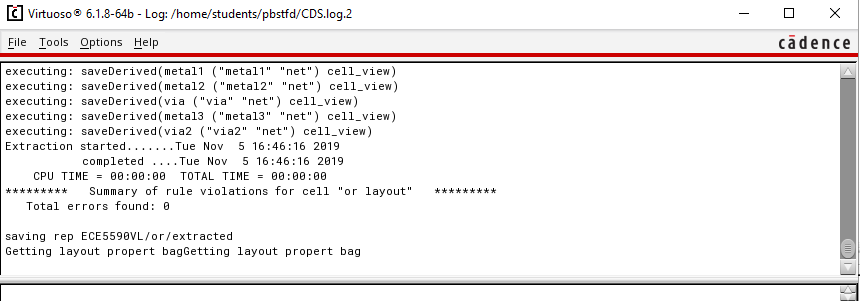 Virtuoso® 6.1.8-64b - Log: /home/students/pbstfd/CDS.log.2
File Tools Options Help
cādence
executing: saveDerived(metal1 ("metal1" "net") cell_view)
executing: saveDerived(metal2 ("metal2" "net") cell_view)
executing: saveDerived(via ("via" "net") cell_view)
executing: saveDerived(metal3 ("metal3" "net") cell_view)
executing: saveDerived(via2 ("via2" "net") cell_view)
Extraction started.......Tue Nov  5 16:46:16 2019
           completed ....Tue Nov  5 16:46:16 2019
    CPU TIME = 00:00:00  TOTAL TIME = 00:00:00
*********   Summary of rule violations for cell "or layout"   *********
   Total errors found: 0
saving rep ECE5590VL/or/extracted
Getting layout propert bagGetting layout propert bag